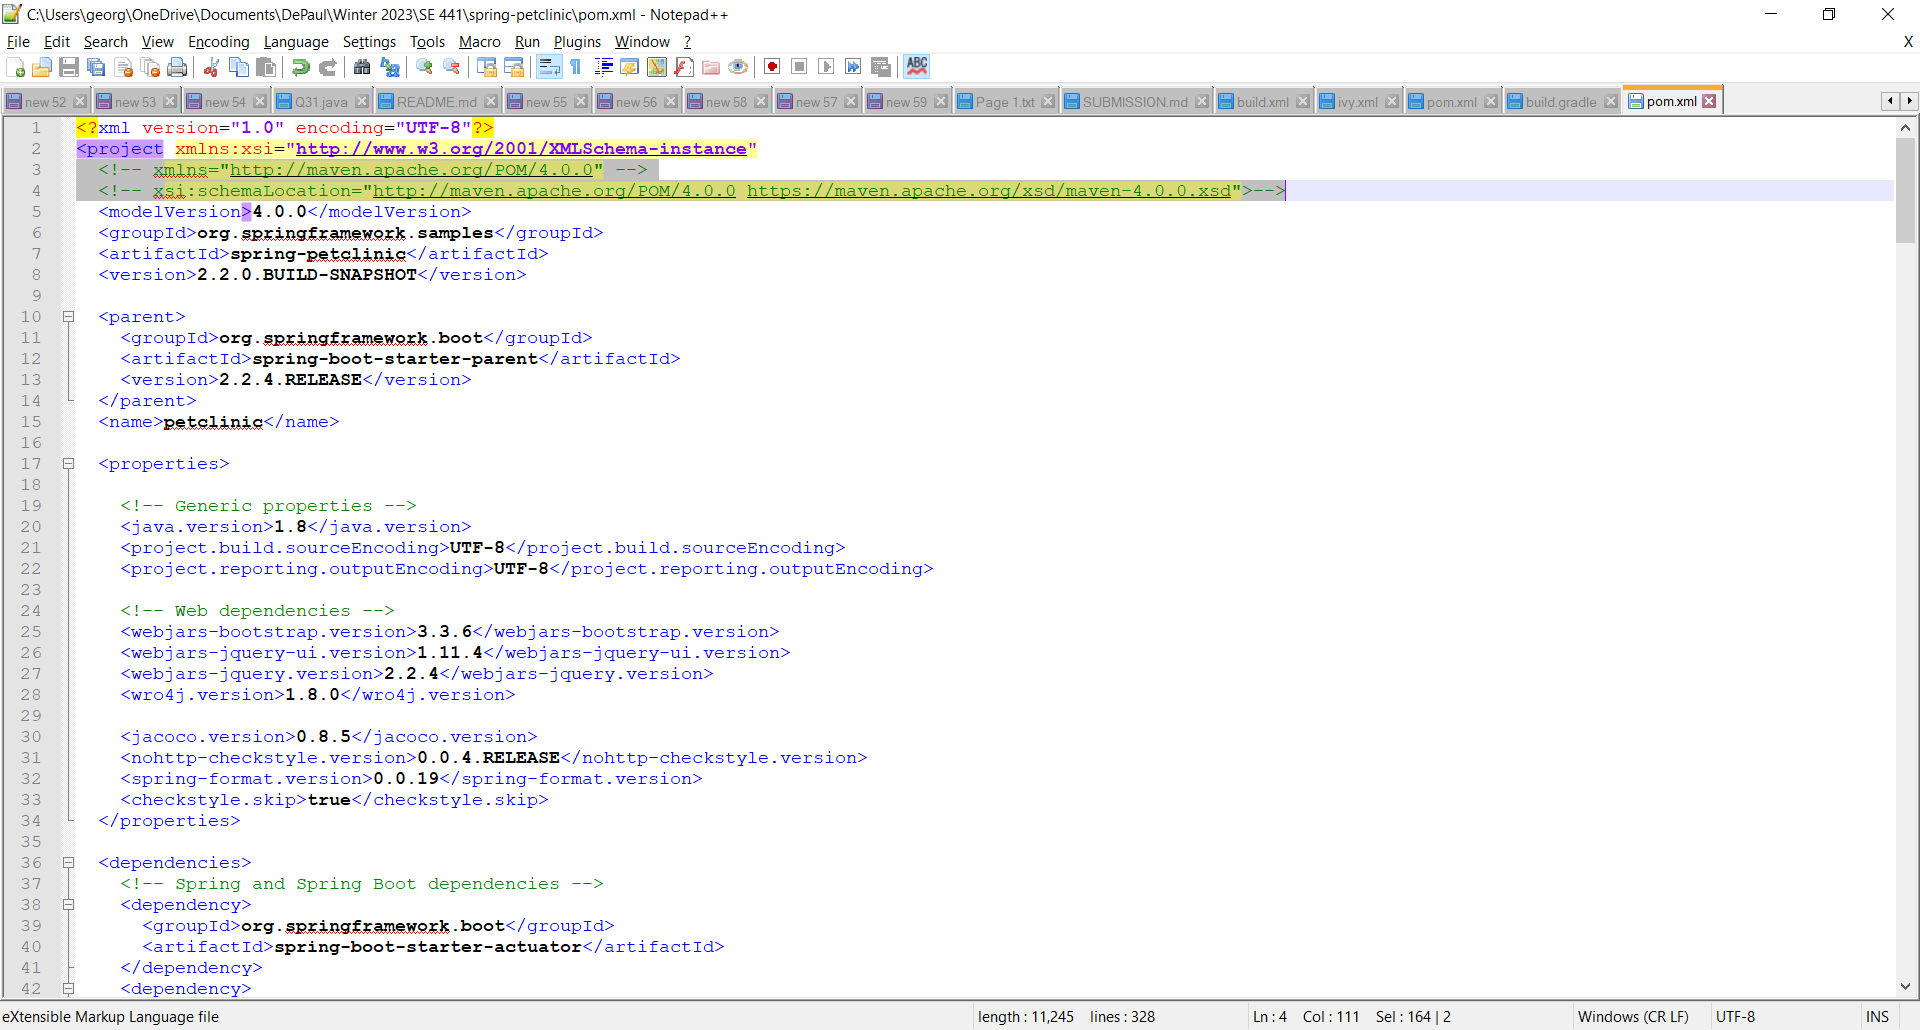 C:\Users\georg\OneDrive\Documents\DePaul\Winter 2023\SE 441\spring-petclinic\pom.xml - Notepad++
File Edit Search View Encoding Language Settings Tools Macro Run Plugins Window ? X
ABC
new 52 new 53 new 54 Q31.java README.md new 55 new 56 new 58 new 57 new 59 Page 1.txt SUBMISSION.md build.xml ivy.xml pom.xml build.gradle pom.xml
1 <?xml version="1.0" encoding="UTF-8"?>
2 <project xmlns:xsi="http://www.w3.org/2001/XMLSchema-instance"
3 <!-- xmlns="http://maven.apache.org/POM/4.0.0" -->
4 <!-- xsi:schemaLocation="http://maven.apache.org/POM/4.0.0 https://maven.apache.org/xsd/maven-4.0.0.xsd">-->
5 <modelVersion>4.0.0</modelVersion>
6 <groupId>org.springframework.samples</groupId>
7 <artifactId>spring-petclinic</artifactId>
8 <version>2.2.0.BUILD-SNAPSHOT</version>
9
10 <parent>
11 <groupId>org.springframework.boot</groupId>
12 <artifactId>spring-boot-starter-parent</artifactId>
13 <version>2.2.4.RELEASE</version>
14 </parent>
15 <name>petclinic</name>
16
17 <properties>
18
19 <!-- Generic properties -->
20 <java.version>1.8</java.version>
21 <project.build.sourceEncoding>UTF-8</project.build.sourceEncoding>
22 <project.reporting.outputEncoding>UTF-8</project.reporting.outputEncoding>
23
24 <!-- Web dependencies -->
25 <webjars-bootstrap.version>3.3.6</webjars-bootstrap.version>
26 <webjars-jquery-ui.version>1.11.4</webjars-jquery-ui.version>
27 <webjars-jquery.version>2.2.4</webjars-jquery.version>
28 <wro4j.version>1.8.0</wro4j.version>
29
30 <jacoco.version>0.8.5</jacoco.version>
31 <nohttp-checkstyle.version>0.0.4.RELEASE</nohttp-checkstyle.version>
32 <spring-format.version>0.0.19</spring-format.version>
33 <checkstyle.skip>true</checkstyle.skip>
34 </properties>
35
36 <dependencies>
37 <!-- Spring and Spring Boot dependencies -->
38 <dependency>
39 <groupId>org.springframework.boot</groupId>
40 <artifactId>spring-boot-starter-actuator</artifactId>
41 </dependency>
42 <dependency>
eXtensible Markup Language file length : 11,245 lines : 328 Ln : 4 Col : 111 Sel : 164 | 2 Windows (CR LF) UTF-8 INS